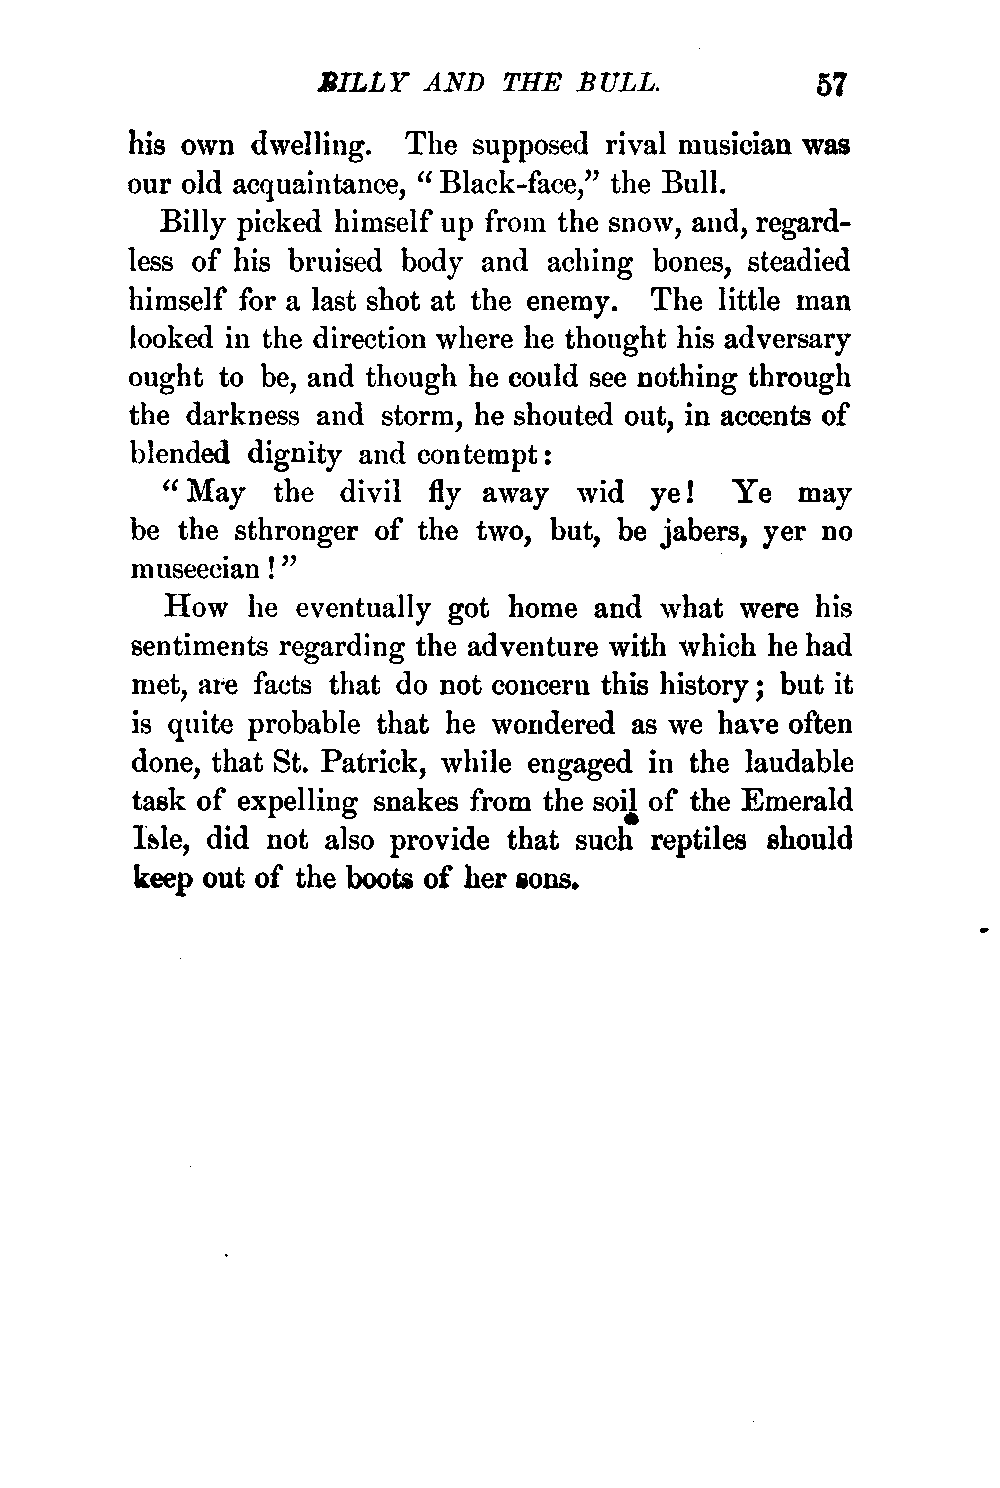 BILLY AND THE BULL. 57
his own dwelling. The supposed rival musician was
our old acquaintance, “Black-face,” the Bull.
Billy picked himself up from the snow, and, regard-
less of his bruised body and aching bones, steadied
himself for a last shot at the enemy. The little man
looked in the direction where he thought his adversary
ought to be, and though he could see nothing through
the darkness and storm, he shouted out, in accents of
blended dignity and contempt:
“May the divil fly away wid ye! Ye may
be the sthronger of the two, but, be jabers, yer no
museecian!”
How he eventually got home and what were his
sentiments regarding the adventure with which he had
met, are facts that do not concern this history; but it
is quite probable that he wondered as we have often
done, that St. Patrick, while engaged in the laudable
task of expelling snakes from the soil of the Emerald
Isle, did not also provide that such reptiles should
keep out of the boots of her sons.